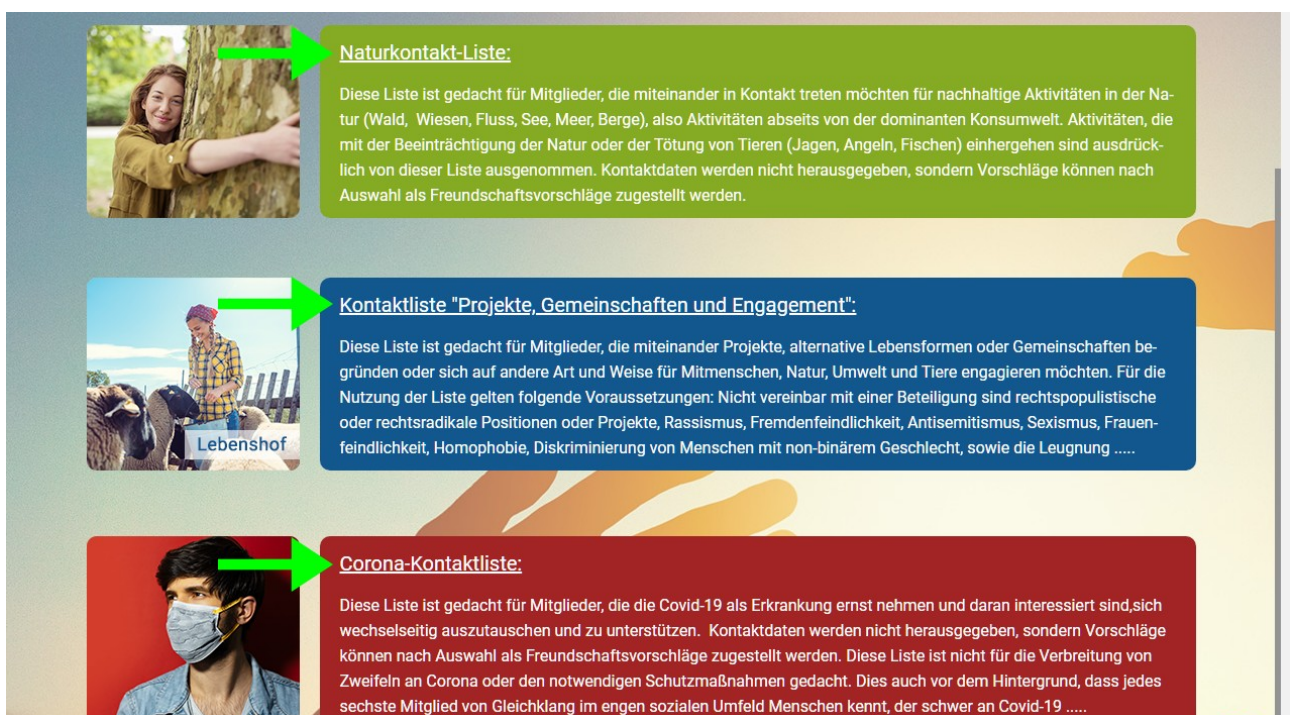 Naturkontakt-Liste:
Diese Liste ist gedacht für Mitglieder, die miteinander in Kontakt treten möchten für nachhaltige Aktivitäten in der Na-
tur (Wald,  Wiesen, Fluss, See, Meer, Berge), also Aktivitäten abseits von der dominanten Konsumwelt. Aktivitäten, die
mit der Beeinträchtigung der Natur oder der Tötung von Tieren (Jagen, Angeln, Fischen) einhergehen sind ausdrück-
lich von dieser Liste ausgenommen. Kontaktdaten werden nicht herausgegeben, sondern Vorschläge können nach
Auswahl als Freundschaftsvorschläge zugestellt werden.
Kontaktliste "Projekte, Gemeinschaften und Engagement":
Diese Liste ist gedacht für Mitglieder, die miteinander Projekte, alternative Lebensformen oder Gemeinschaften be-
gründen oder sich auf andere Art und Weise für Mitmenschen, Natur, Umwelt und Tiere engagieren möchten. Für die
Nutzung der Liste gelten folgende Voraussetzungen: Nicht vereinbar mit einer Beteiligung sind rechtspopulistische
oder rechtsradikale Positionen oder Projekte, Rassismus, Fremdenfeindlichkeit, Antisemitismus, Sexismus, Frauen-
feindlichkeit, Homophobie, Diskriminierung von Menschen mit non-binärem Geschlecht, sowie die Leugnung .....
Lebenshof
Corona-Kontaktliste:
Diese Liste ist gedacht für Mitglieder, die die Covid-19 als Erkrankung ernst nehmen und daran interessiert sind,sich
wechselseitig auszutauschen und zu unterstützen.  Kontaktdaten werden nicht herausgegeben, sondern Vorschläge
können nach Auswahl als Freundschaftsvorschläge zugestellt werden. Diese Liste ist nicht für die Verbreitung von
Zweifeln an Corona oder den notwendigen Schutzmaßnahmen gedacht. Dies auch vor dem Hintergrund, dass jedes
sechste Mitglied von Gleichklang im engen sozialen Umfeld Menschen kennt, der schwer an Covid-19 .....